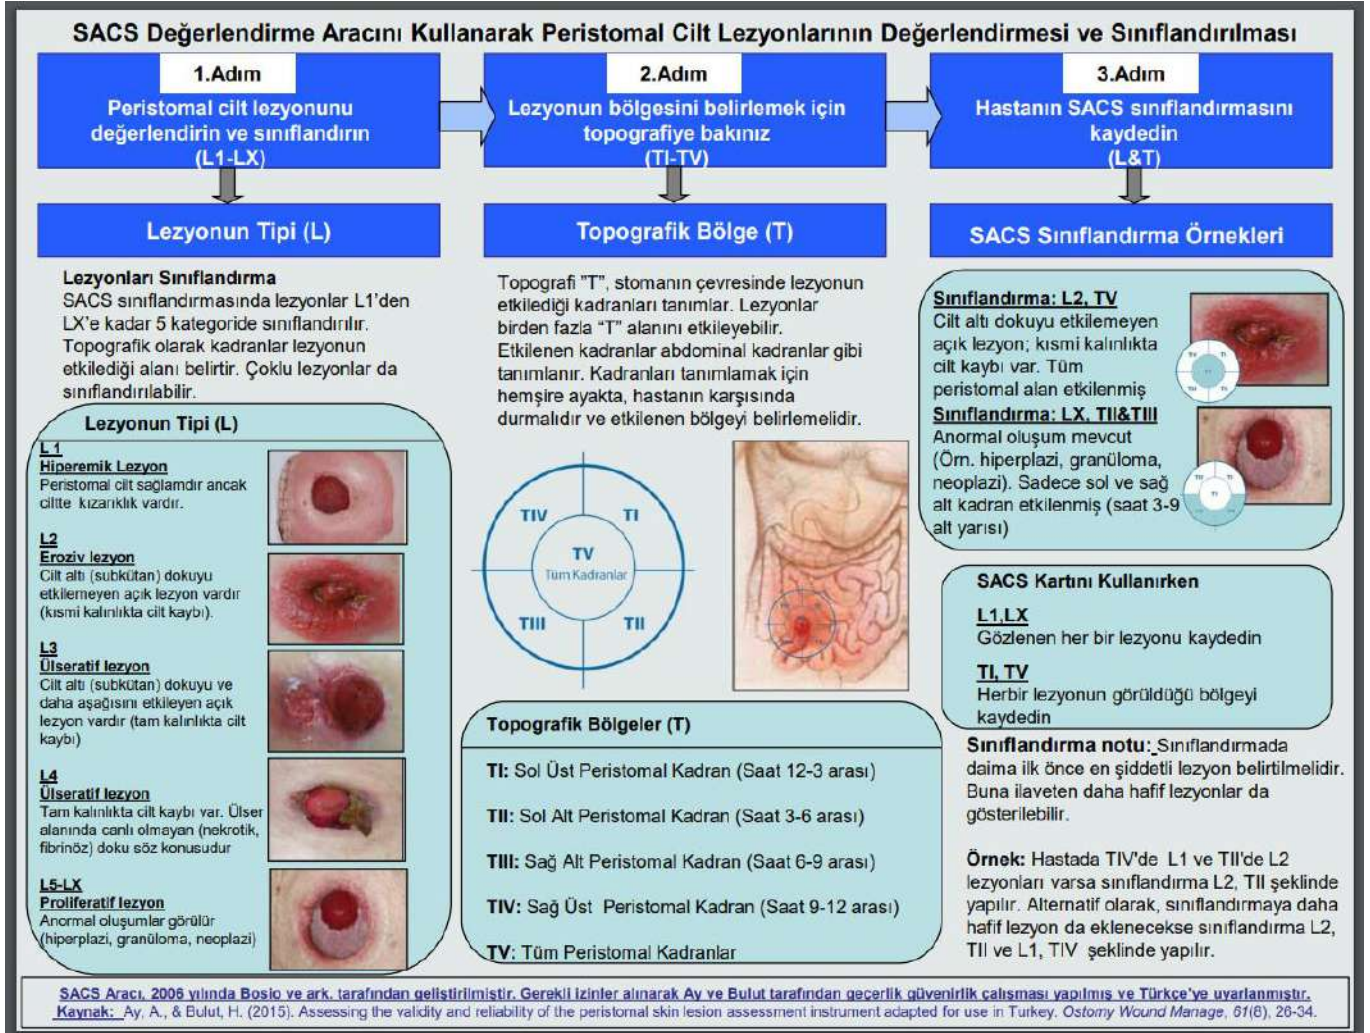 SACS Değerlendirme Aracını Kullanarak Peristomal Cilt Lezyonlarının Değerlendirmesi ve Sınıflandırılması
1.Adım
Peristomal cilt lezyonunu
değerlendirin ve sınıflandırın
(L1-LX)
2.Adım
Lezyonun bölgesini belirlemek için
topografiye bakınız
(TI-TV)
3.Adım
Hastanın SACS sınıflandırmasını
kaydedin
(L&T)
Lezyonun Tipi (L)
Topografik Bölge (T)
SACS Sınıflandırma Örnekleri
Lezyonları Sınıflandırma
SACS sınıflandırmasında lezyonlar L1'den
LX'e kadar 5 kategoride sınıflandırılır.
Topografik olarak kadranlar lezyonun
etkilediği alanı belirtir. Çoklu lezyonlar da
sınıflandırılabilir.
Lezyonun Tipi (L)
L 1
Hiperemik Lezyon
Peristomal cilt sağlamdır ancak
ciltte kızarıklık vardır.
L2
Eroziv lezyon
Cilt altı (subkütan) dokuyu
etkilemeyen açık lezyon vardır
(kısmi kalınlıkta cilt kaybı).
L3
Ülseratif lezyon
Cilt altı (subkütan) dokuyu ve
daha aşağısını etkileyen açık
lezyon vardır (tam kalınlıkta cilt
kaybı)
L4
Ülseratif lezyon
Tam kalınlıkta cilt kaybı var. Ülser
alanında canlı olmayan (nekrotik,
fibrinöz) doku söz konusudur
L5-LX
Proliferatif lezyon
Anormal oluşumlar görülür
(hiperplazi, granüloma, neoplazi)
Topografi "T", stomanın çevresinde lezyonun
etkilediği kadranları tanımlar. Lezyonlar
birden fazla "T" alanını etkileyebilir.
Etkilenen kadranlar abdominal kadranlar gibi
tanımlanır. Kadranları tanımlamak için
hemşire ayakta, hastanın karşısında
durmalıdır ve etkilenen bölgeyi belirlemelidir.
TIV
TI
TV
Tüm Kadranlar
TIII
TII
Topografik Bölgeler (T)
TI: Sol Üst Peristomal Kadran (Saat 12-3 arası)
TII: Sol Alt Peristomal Kadran (Saat 3-6 arası)
TIII: Sağ Alt Peristomal Kadran (Saat 6-9 arası)
TIV: Sağ Üst Peristomal Kadran (Saat 9-12 arası)
TV: Tüm Peristomal Kadranlar
Sınıflandırma: L2, TV
Cilt altı dokuyu etkilemeyen
açık lezyon; kısmi kalınlıkta
cilt kaybı var. Tüm
peristomal alan etkilenmiş
Sınıflandırma: LX, TII&TIII
Anormal oluşum mevcut
(Örn. hiperplazi, granüloma,
neoplazi). Sadece sol ve sağ
alt kadran etkilenmiş (saat 3-9
alt yarısı)
SACS Kartını Kullanırken
L1,LX
Gözlenen her bir lezyonu kaydedin
TI, TV
Herbir lezyonun görüldüğü bölgeyi
kaydedin
Sınıflandırma notu: Sınıflandırmada
daima ilk önce en şiddetli lezyon belirtilmelidir.
Buna ilaveten daha hafif lezyonlar da
gösterilebilir.
Örnek: Hastada TIV'de L1 ve TII'de L2
lezyonları varsa sınıflandırma L2, TII şeklinde
yapılır. Alternatif olarak, sınıflandırmaya daha
hafif lezyon da eklenecekse sınıflandırma L2,
TII ve L1, TIV şeklinde yapılır.
SACS Aracı, 2006 yılında Bosio ve ark. tarafından geliştirilmiştir. Gerekli izinler alınarak Ay ve Bulut tarafından geçerlik güvenirlik çalışması yapılmış ve Türkçe'ye uyarlanmıştır.
Kaynak: Ay, A., & Bulut, H. (2015). Assessing the validity and reliability of the peristomal skin lesion assessment instrument adapted for use in Turkey. Ostomy Wound Manage, 61(8), 26-34.